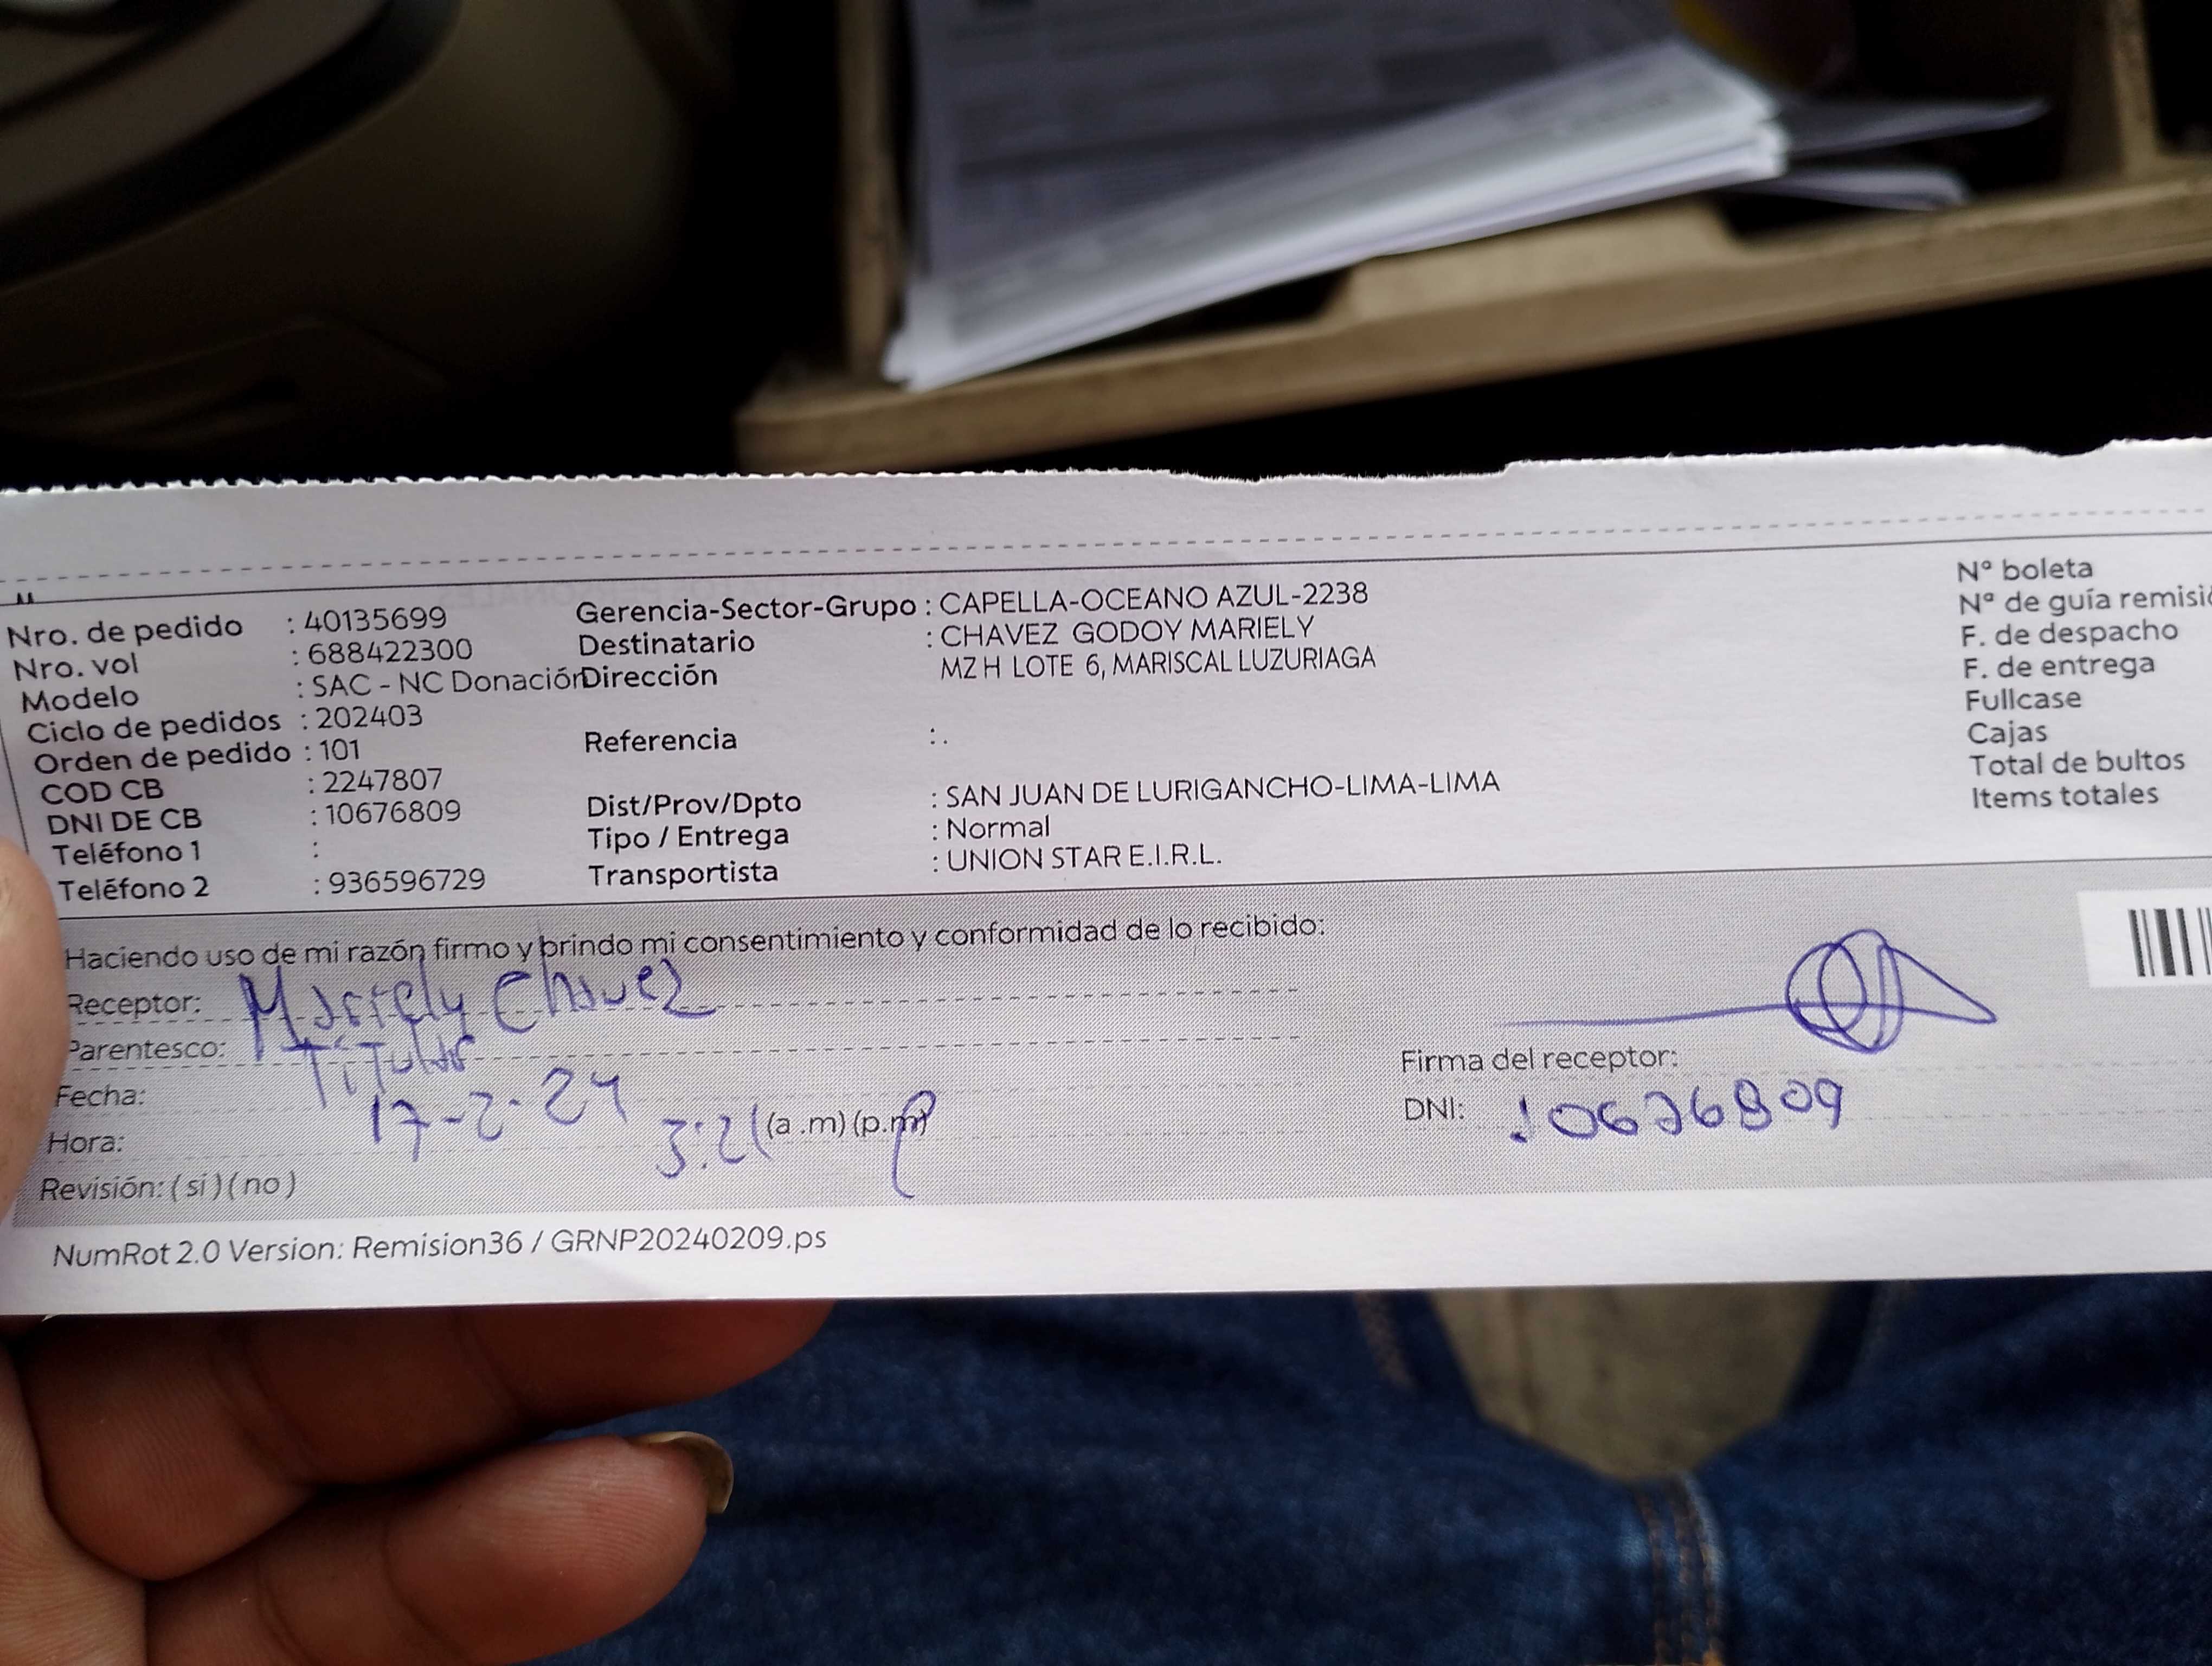 Nro. de pedido : 40135699
Nro. vol : 688422300
Modelo : SAC - NC Donación
Ciclo de pedidos : 202403
Orden de pedido : 101
COD CB : 2247807
DNI DE CB : 10676809
Teléfono 1 :
Teléfono 2 : 936596729
Gerencia-Sector-Grupo : CAPELLA-OCEANO AZUL-2238
Destinatario : CHAVEZ GODOY MARIELY
Dirección MZ H LOTE 6, MARISCAL LUZURIAGA
Referencia : .
Dist/Prov/Dpto : SAN JUAN DE LURIGANCHO-LIMA-LIMA
Tipo / Entrega : Normal
Transportista : UNION STAR E.I.R.L.
Nº boleta
Nº de guía remisió
F. de despacho
F. de entrega
Fullcase
Cajas
Total de bultos
Items totales
Haciendo uso de mi razón firmo y brindo mi consentimiento y conformidad de lo recibido:
Receptor: Mariely Chavez
Parentesco: Titular
Fecha: 17-2-24
Hora: 3:21 (a.m) (p.m)
Revisión: (si) (no)
Firma del receptor:
DNI: 10676809
NumRot 2.0 Version: Remision36 / GRNP20240209.ps